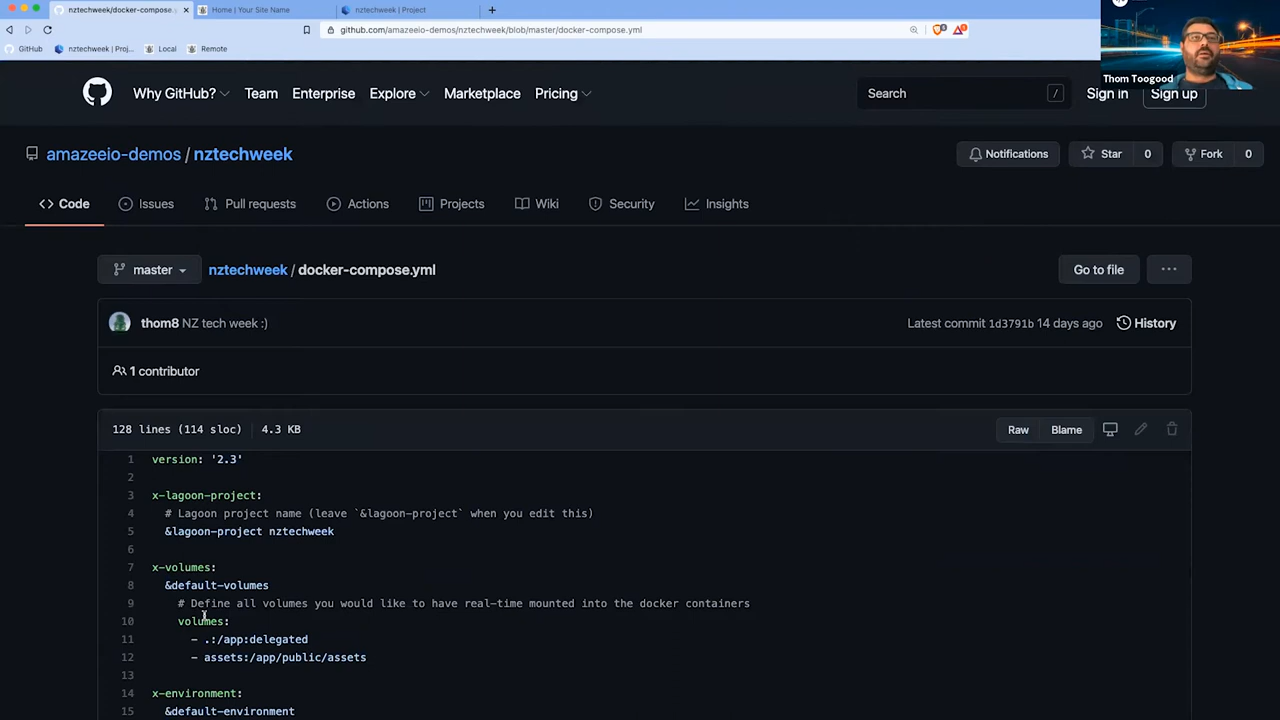 nztechweek/docker-compose.y
Home | Your Site Name
nztechweek | Project
github.com/amazeeio-demos/nztechweek/blob/master/docker-compose.yml
GitHub
nztechweek | Proj...
Local
Remote
Thom Toogood
Why GitHub?
Team
Enterprise
Explore
Marketplace
Pricing
Search
/
Sign in
Sign up
amazeeio-demos / nztechweek
Notifications
Star
0
Fork
0
<> Code
Issues
Pull requests
Actions
Projects
Wiki
Security
Insights
master
nztechweek / docker-compose.yml
Go to file
...
thom8 NZ tech week :)
Latest commit 1d3791b 14 days ago
History
1 contributor
128 lines (114 sloc)
4.3 KB
Raw
Blame
1 version: '2.3'
2
3 x-lagoon-project:
4 # Lagoon project name (leave `&lagoon-project` when you edit this)
5 &lagoon-project nztechweek
6
7 x-volumes:
8 &default-volumes
9 # Define all volumes you would like to have real-time mounted into the docker containers
10 volumes:
11 - .:/app:delegated
12 - assets:/app/public/assets
13
14 x-environment:
15 &default-environment